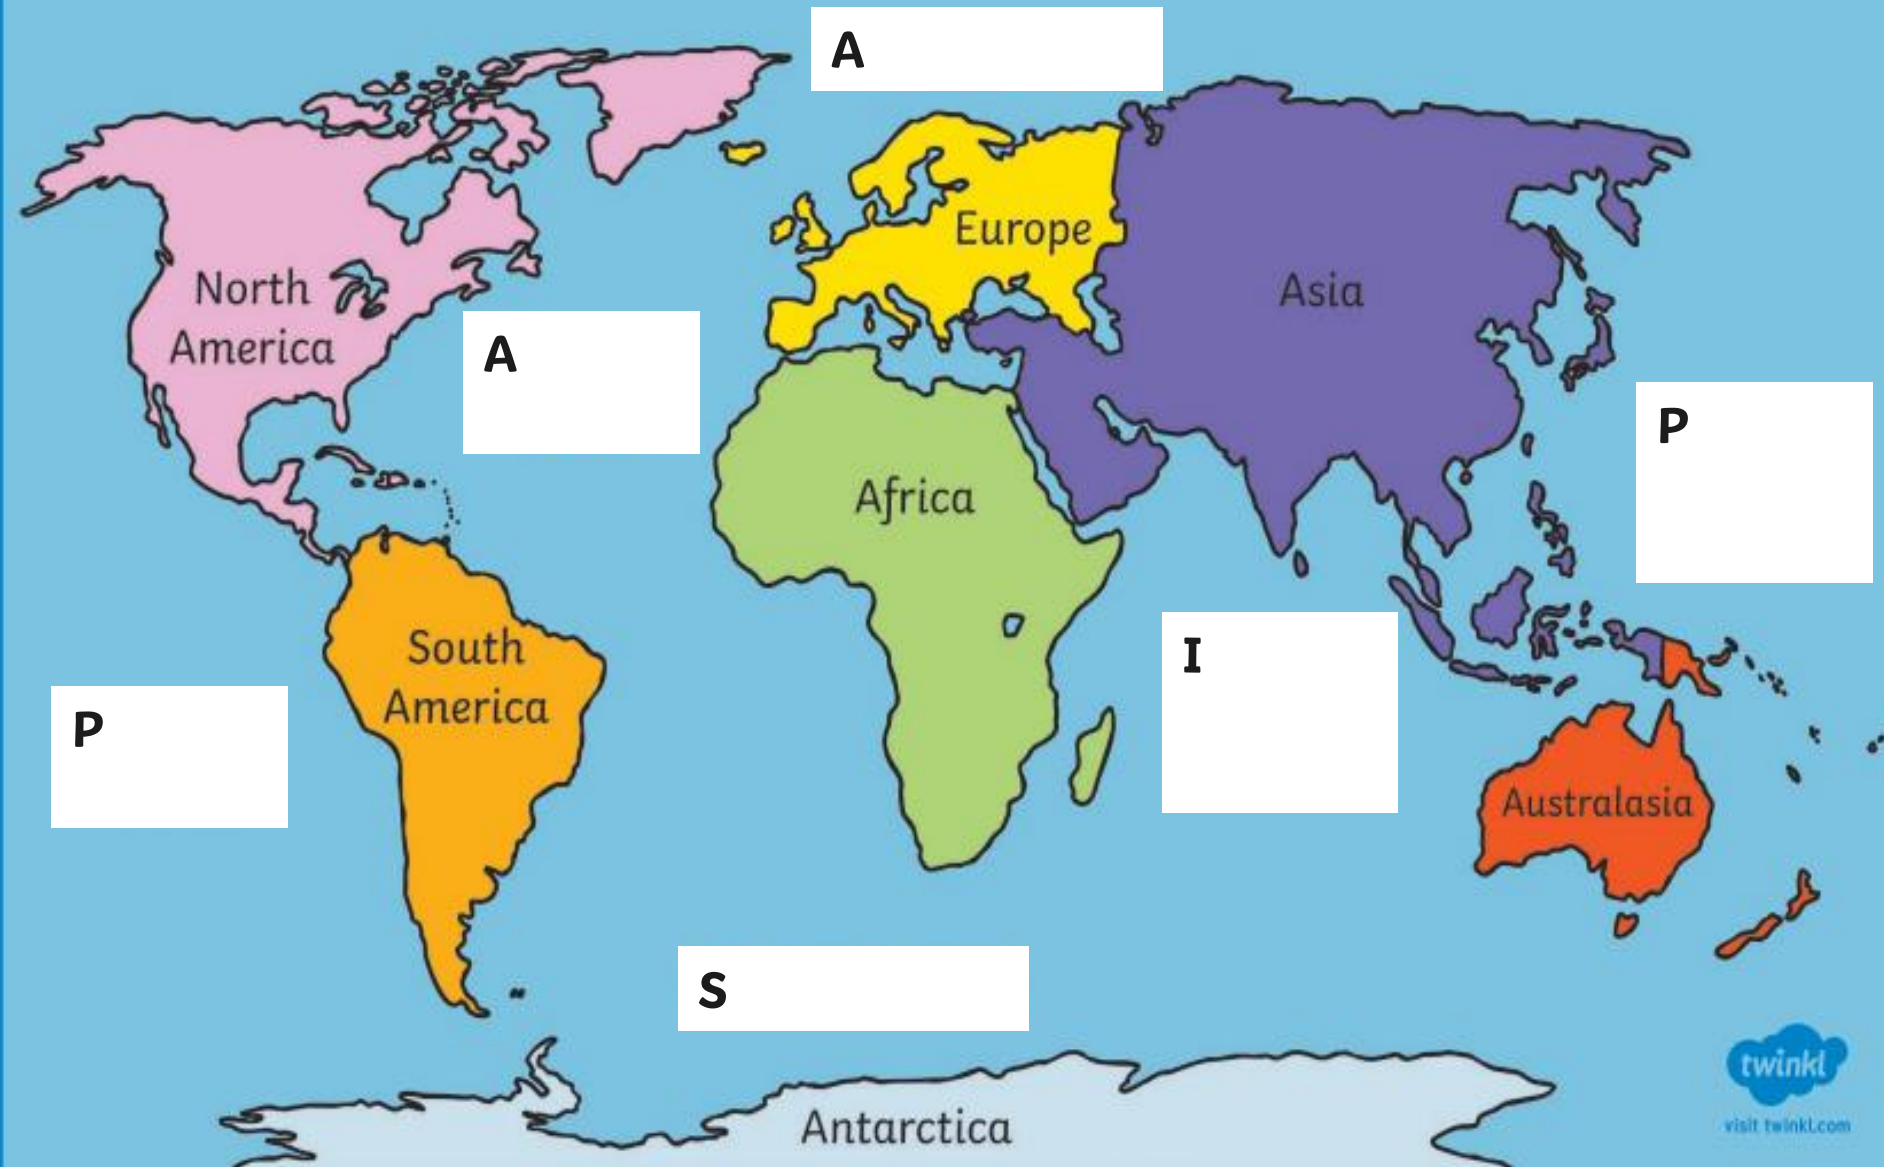 A
Europe
Asia
North
America
A
P
Africa
I
South
America
P
Australasia
S
Antarctica
twinkl
visit twinkl.com